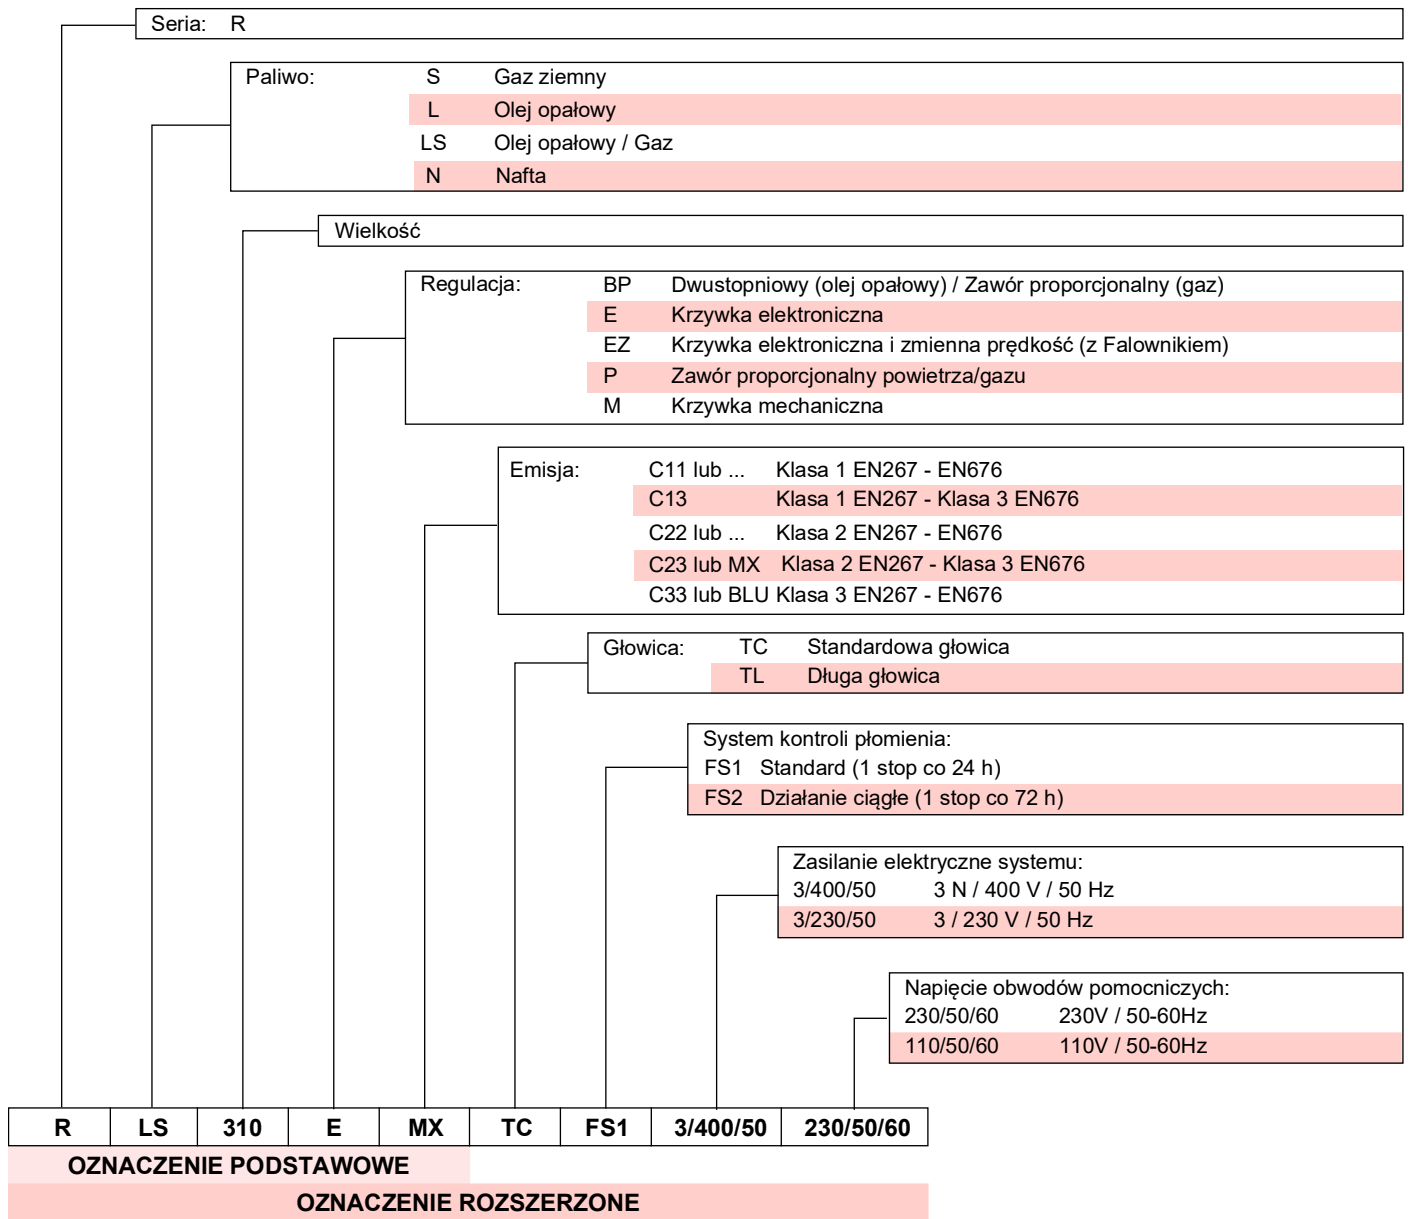 Seria: R
Paliwo: S Gaz ziemny
L Olej opałowy
LS Olej opałowy / Gaz
N Nafta
Wielkość
Regulacja: BP Dwustopniowy (olej opałowy) / Zawór proporcjonalny (gaz)
E Krzywka elektroniczna
EZ Krzywka elektroniczna i zmienna prędkość (z Falownikiem)
P Zawór proporcjonalny powietrza/gazu
M Krzywka mechaniczna
Emisja: C11 lub ... Klasa 1 EN267 - EN676
C13 Klasa 1 EN267 - Klasa 3 EN676
C22 lub ... Klasa 2 EN267 - EN676
C23 lub MX Klasa 2 EN267 - Klasa 3 EN676
C33 lub BLU Klasa 3 EN267 - EN676
Głowica: TC Standardowa głowica
TL Długa głowica
System kontroli płomienia:
FS1 Standard (1 stop co 24 h)
FS2 Działanie ciągłe (1 stop co 72 h)
Zasilanie elektryczne systemu:
3/400/50 3 N / 400 V / 50 Hz
3/230/50 3 / 230 V / 50 Hz
Napięcie obwodów pomocniczych:
230/50/60 230V / 50-60Hz
110/50/60 110V / 50-60Hz
R LS 310 E MX TC FS1 3/400/50 230/50/60
OZNACZENIE PODSTAWOWE
OZNACZENIE ROZSZERZONE